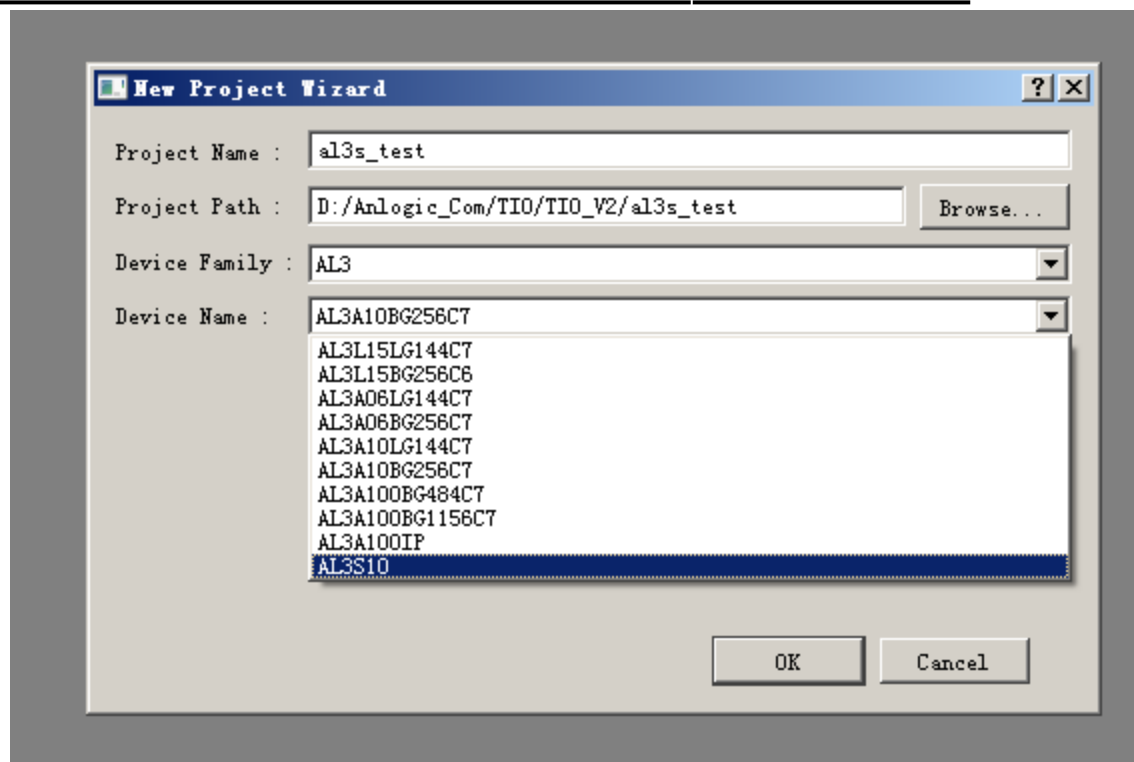 New Project Wizard
Project Name : al3s_test
Project Path : D:/Anlogic_Com/TIO/TIO_V2/al3s_test Browse...
Device Family : AL3
Device Name : AL3A10BG256C7
AL3L15LG144C7
AL3L15BG256C6
AL3A06LG144C7
AL3A06BG256C7
AL3A10LG144C7
AL3A10BG256C7
AL3A100BG484C7
AL3A100BG1156C7
AL3A100IP
AL3S10
OK Cancel